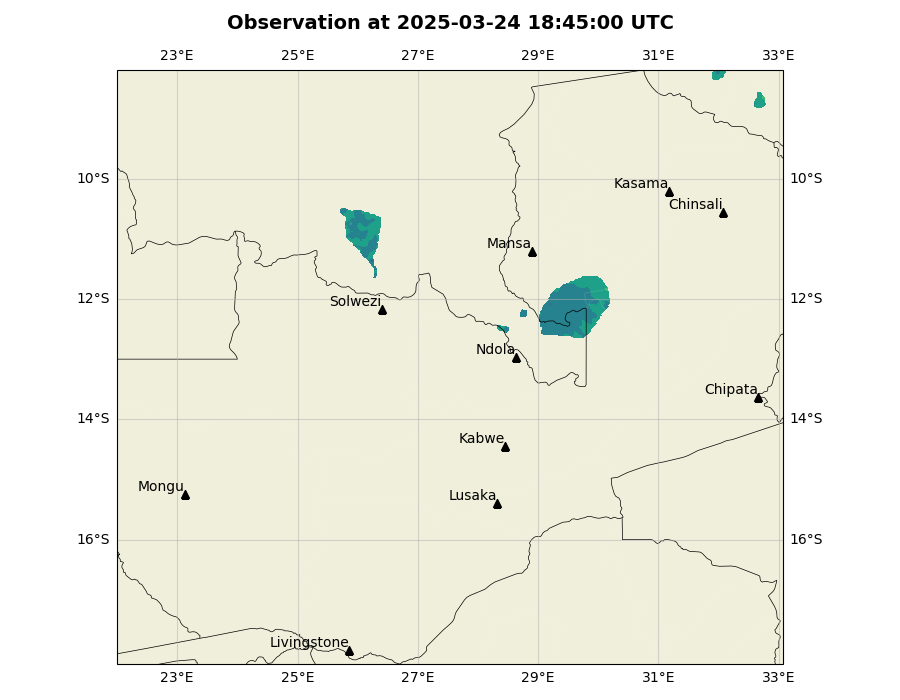 Observation at 2025-03-24 18:45:00 UTC
23°E 25°E 27°E 29°E 31°E 33°E
10°S 10°S
Kasama
Chinsali
Mansa
12°S 12°S
Solwezi
Ndola
Chipata
14°S 14°S
Kabwe
Mongu
Lusaka
16°S 16°S
Livingstone
23°E 25°E 27°E 29°E 31°E 33°E